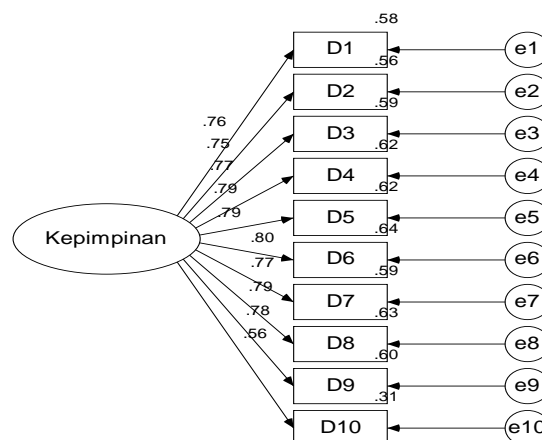 .58
D1
e1
.56
D2
e2
.59
D3
e3
.76
.75
.62
.77
D4
e4
.79
.62
.79
D5
e5
Kepimpinan
.80
.64
D6
e6
.77
.59
D7
e7
.79
.63
.78
D8
e8
.56
.60
D9
e9
.31
D10
e10